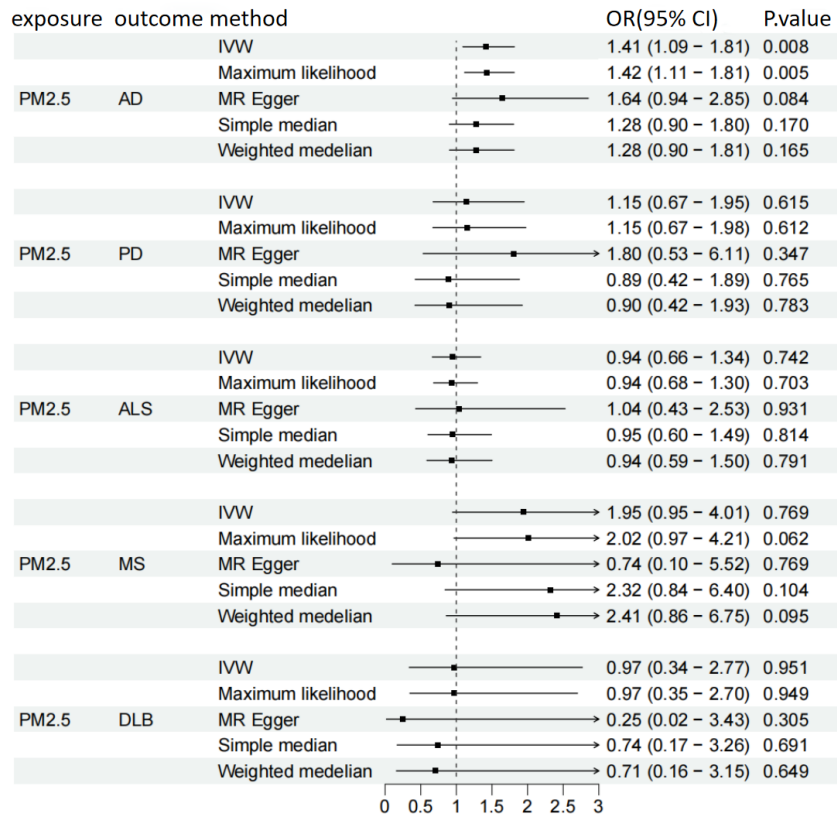 exposure outcome method OR(95% CI) P.value
IVW 1.41 (1.09 − 1.81) 0.008
Maximum likelihood 1.42 (1.11 − 1.81) 0.005
PM2.5 AD MR Egger 1.64 (0.94 − 2.85) 0.084
Simple median 1.28 (0.90 − 1.80) 0.170
Weighted medelian 1.28 (0.90 − 1.81) 0.165
IVW 1.15 (0.67 − 1.95) 0.615
Maximum likelihood 1.15 (0.67 − 1.98) 0.612
PM2.5 PD MR Egger 1.80 (0.53 − 6.11) 0.347
Simple median 0.89 (0.42 − 1.89) 0.765
Weighted medelian 0.90 (0.42 − 1.93) 0.783
IVW 0.94 (0.66 − 1.34) 0.742
Maximum likelihood 0.94 (0.68 − 1.30) 0.703
PM2.5 ALS MR Egger 1.04 (0.43 − 2.53) 0.931
Simple median 0.95 (0.60 − 1.49) 0.814
Weighted medelian 0.94 (0.59 − 1.50) 0.791
IVW 1.95 (0.95 − 4.01) 0.769
Maximum likelihood 2.02 (0.97 − 4.21) 0.062
PM2.5 MS MR Egger 0.74 (0.10 − 5.52) 0.769
Simple median 2.32 (0.84 − 6.40) 0.104
Weighted medelian 2.41 (0.86 − 6.75) 0.095
IVW 0.97 (0.34 − 2.77) 0.951
Maximum likelihood 0.97 (0.35 − 2.70) 0.949
PM2.5 DLB MR Egger 0.25 (0.02 − 3.43) 0.305
Simple median 0.74 (0.17 − 3.26) 0.691
Weighted medelian 0.71 (0.16 − 3.15) 0.649
0 0.5 1 1.5 2 2.5 3